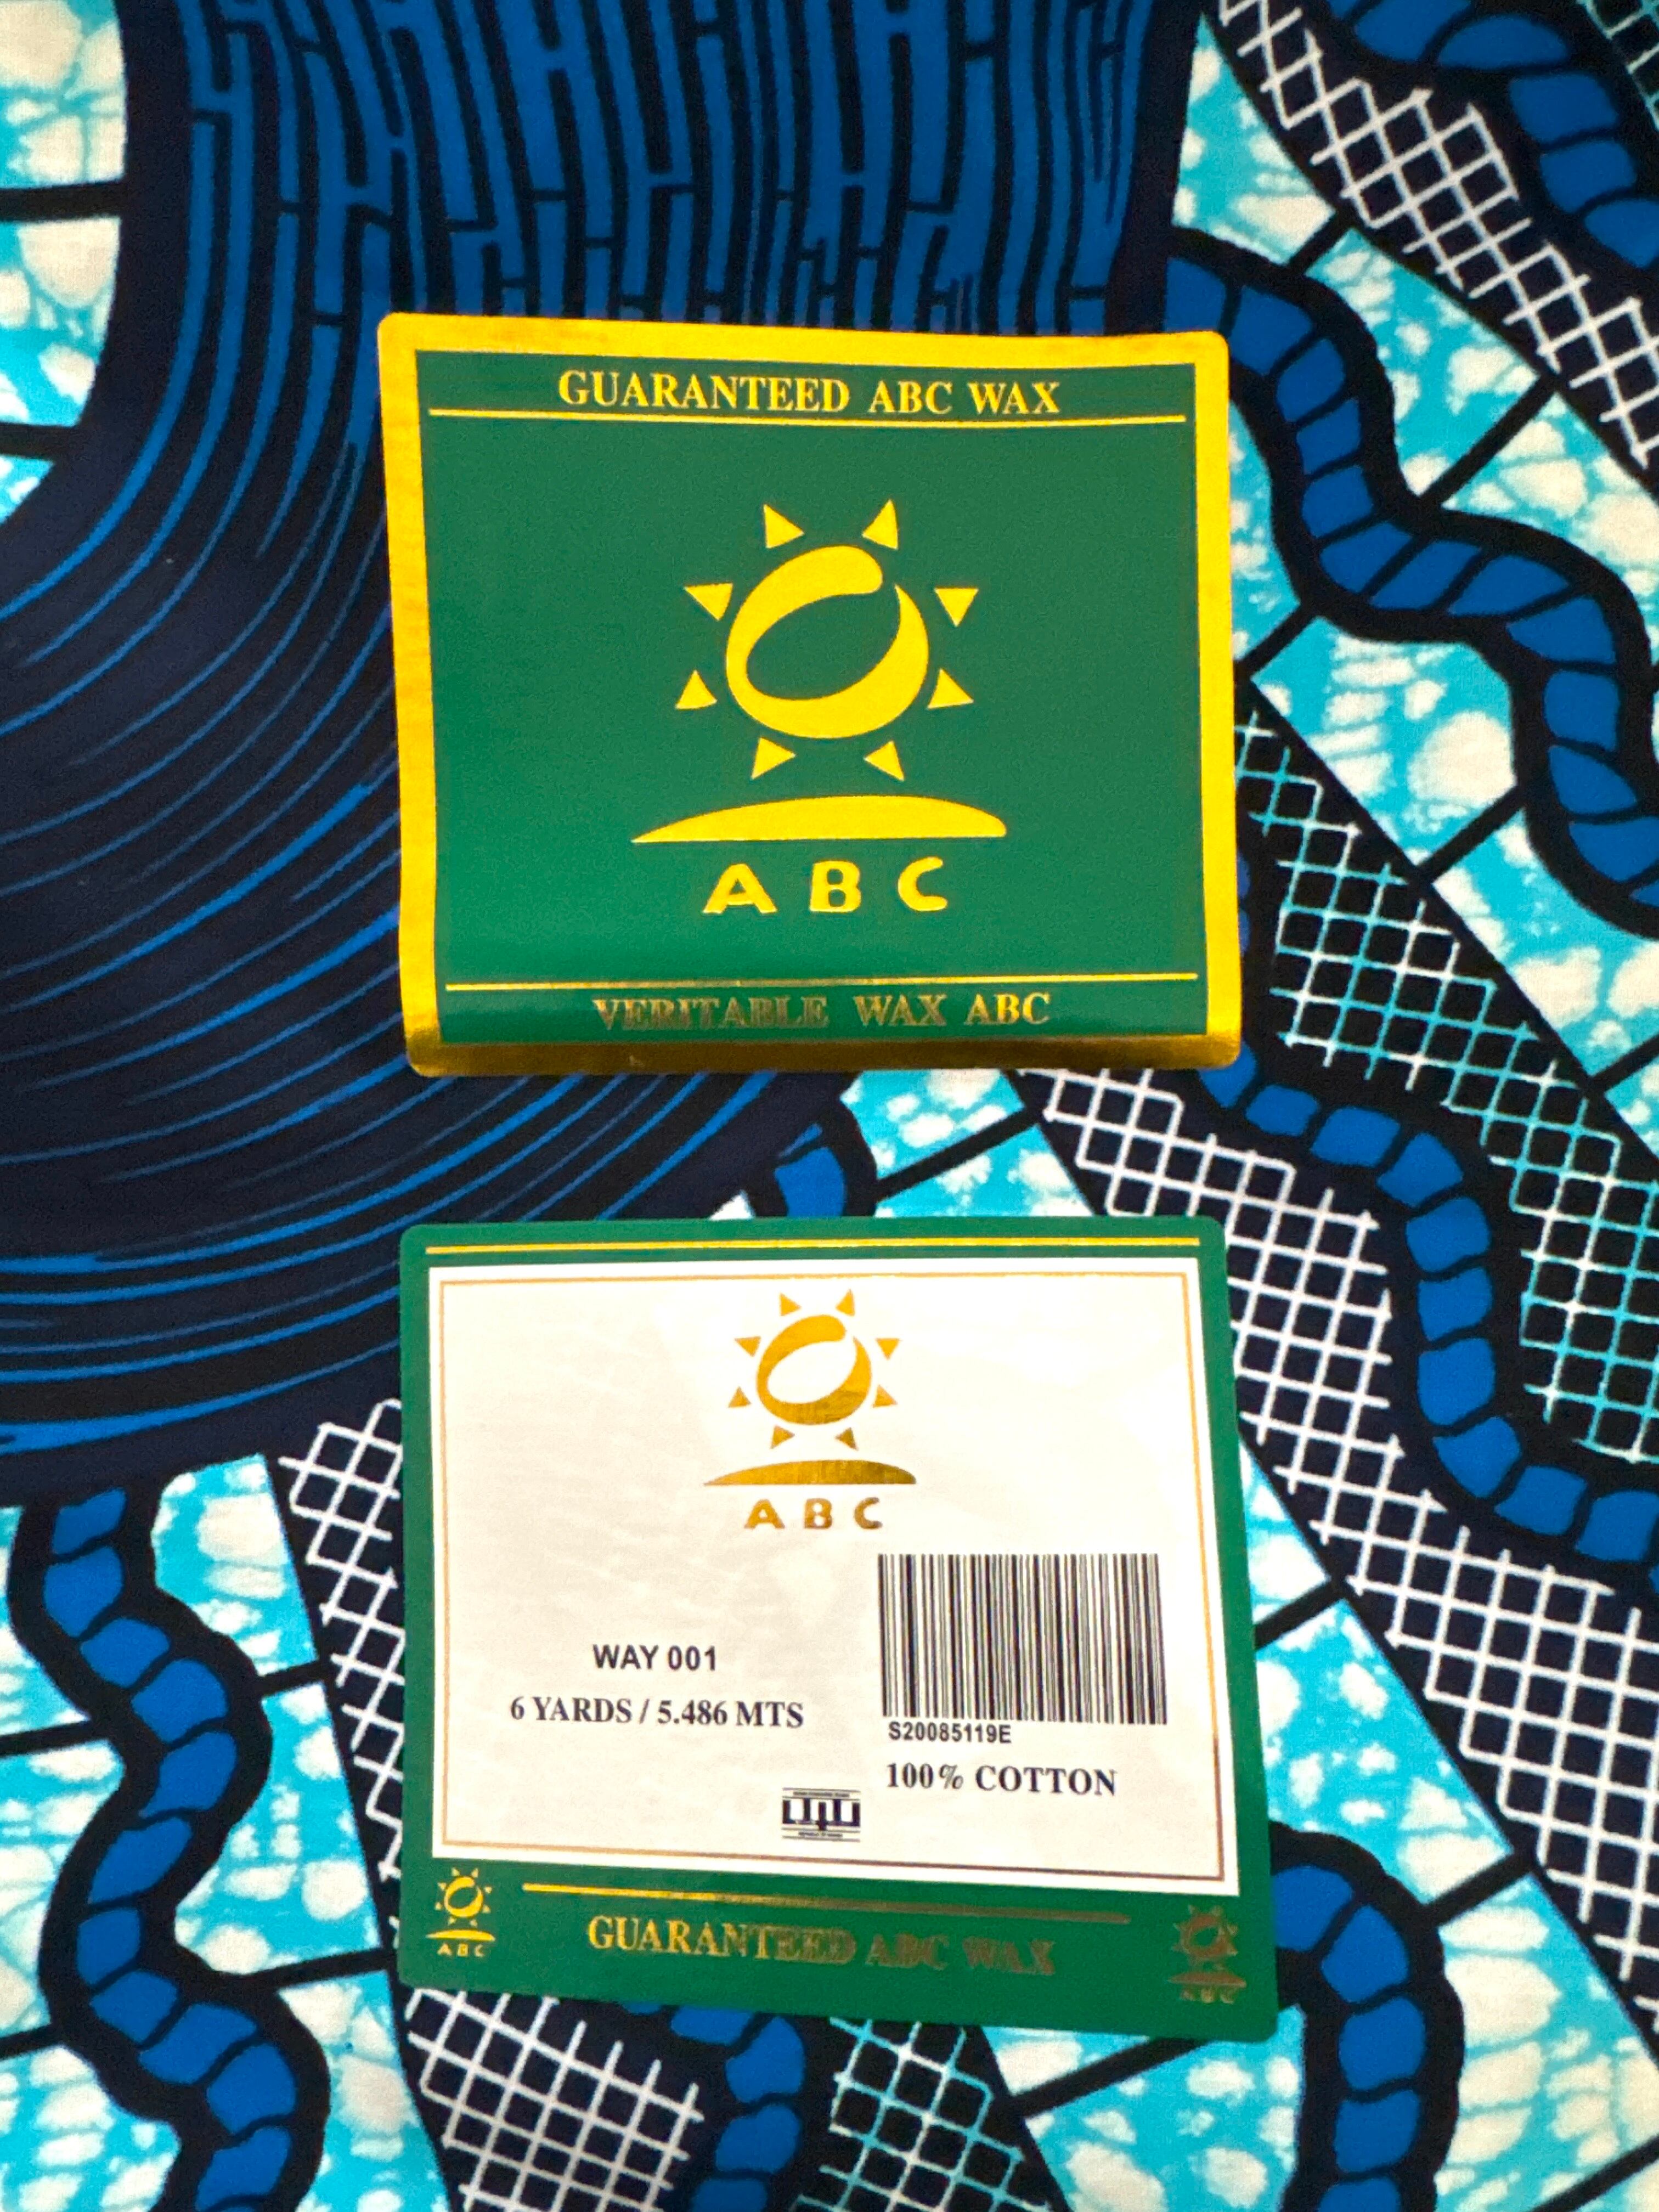 GUARANTEED ABC WAX
ABC
VERITABLE WAX ABC
ABC
WAY 001
6 YARDS / 5.486 MTS
S20085119E
100% COTTON
ABC
GUARANTEED ABC WAX
ABC